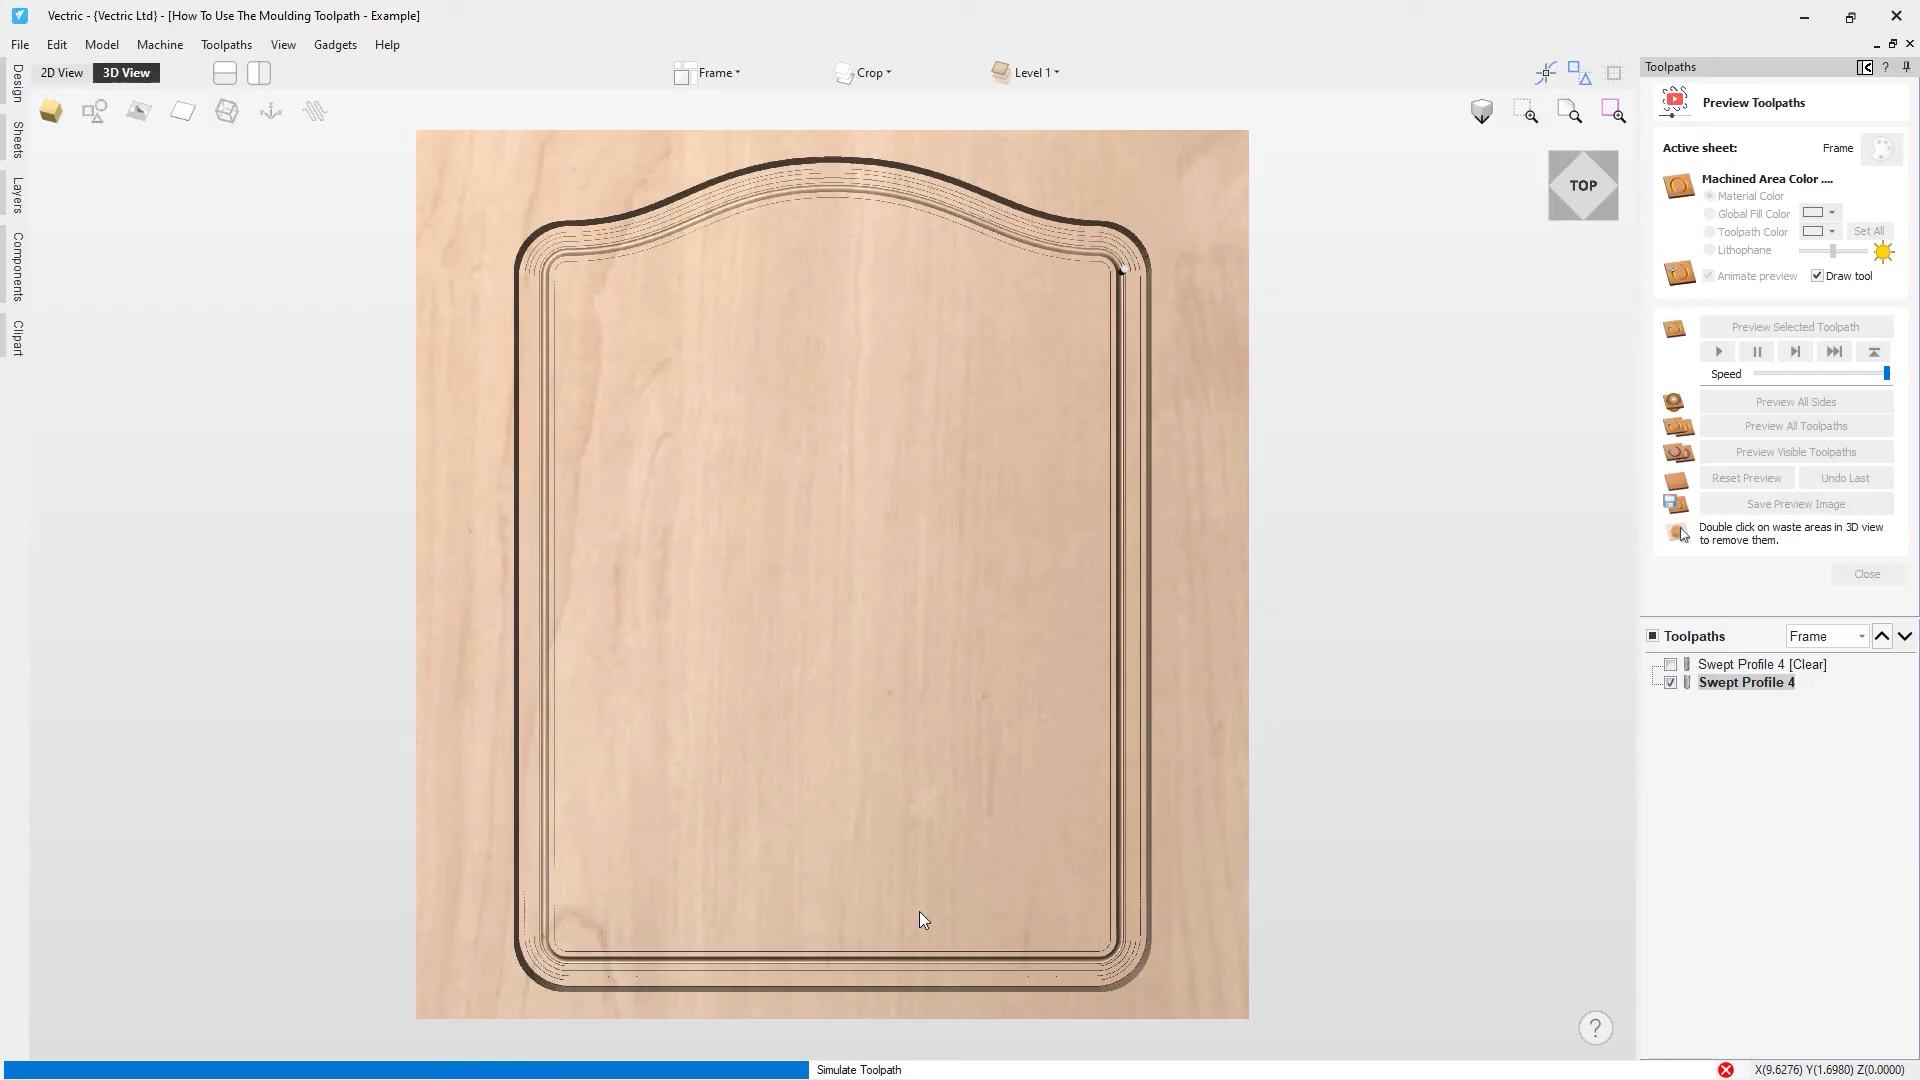 Vectric - {Vectric Ltd} - [How To Use The Moulding Toolpath - Example]
File Edit Model Machine Toolpaths View Gadgets Help
2D View 3D View Frame Crop Level 1
Design
Sheets
Layers
Components
Clipart
TOP
Toolpaths
?
Preview Toolpaths
Active sheet: Frame
Machined Area Color ....
Material Color
Global Fill Color
Toolpath Color Set All
Lithophane
Animate preview Draw tool
Preview Selected Toolpath
Speed
Preview All Sides
Preview All Toolpaths
Preview Visible Toolpaths
Reset Preview Undo Last
Save Preview Image
Double click on waste areas in 3D view
to remove them.
Close
Toolpaths Frame
Swept Profile 4 [Clear]
Swept Profile 4
?
Simulate Toolpath X(9.6276) Y(1.6980) Z(0.0000)